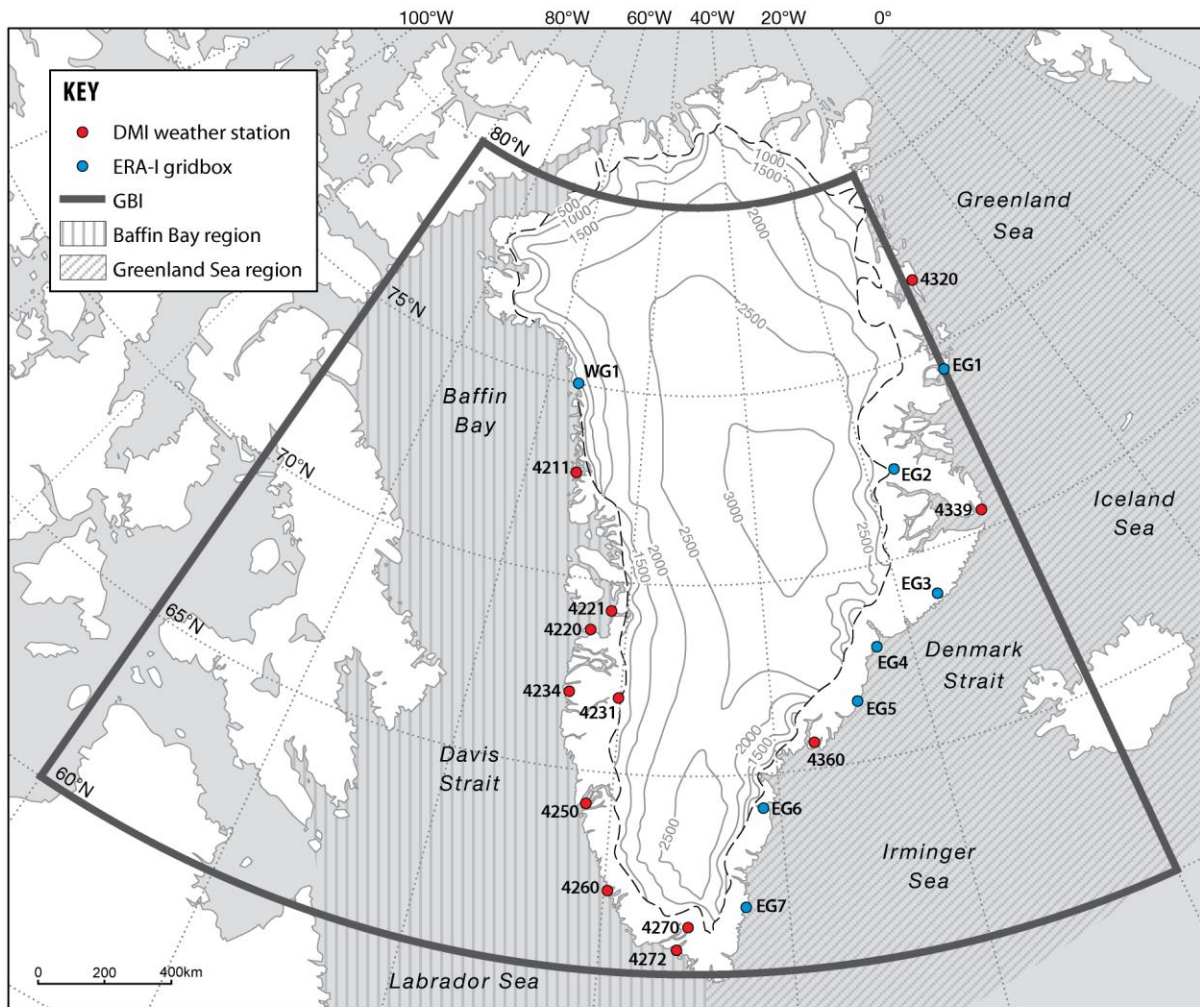 100°W
80°W
60°W
40°W
20°W
0°
KEY
DMI weather station
ERA-I gridbox
GBI
Baffin Bay region
Greenland Sea region
80°N
75°N
70°N
65°N
60°N
500
1000
1500
1000
1500
2000
2500
2500
3000
2500
2500
2000
1500
2000
1500
2500
Greenland
Sea
4320
EG1
WG1
Baffin
Bay
4211
EG2
4339
Iceland
Sea
EG3
4221
4220
EG4
Denmark
Strait
4234
4231
EG5
4360
Davis
Strait
4250
EG6
Irminger
Sea
4260
EG7
4270
4272
Labrador Sea
0 200 400km